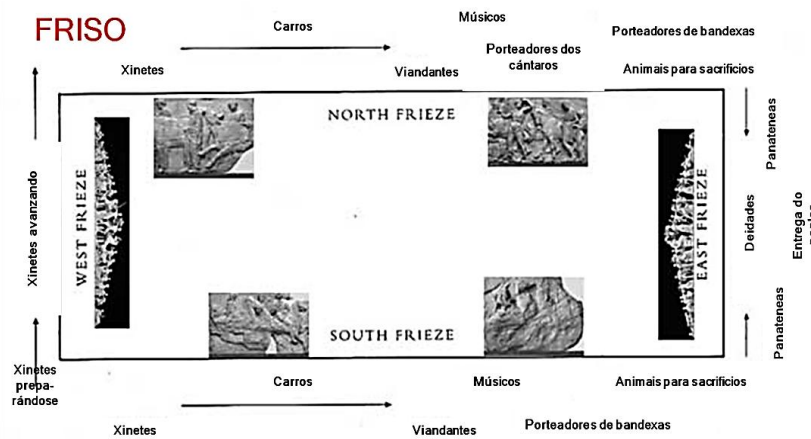 FRISO
Músicos
Carros
Porteadores de bandexas
Porteadores dos
cántaros
Xinetes
Viandantes
Animais para sacrificios
NORTH FRIEZE
Xinetes avanzando
WEST FRIEZE
EAST FRIEZE
Panateneas
Deidades
Entrega do
Panateneas
SOUTH FRIEZE
Xinetes
prepa-
rándose
Carros
Músicos
Animais para sacrificios
Xinetes
Viandantes
Porteadores de bandexas